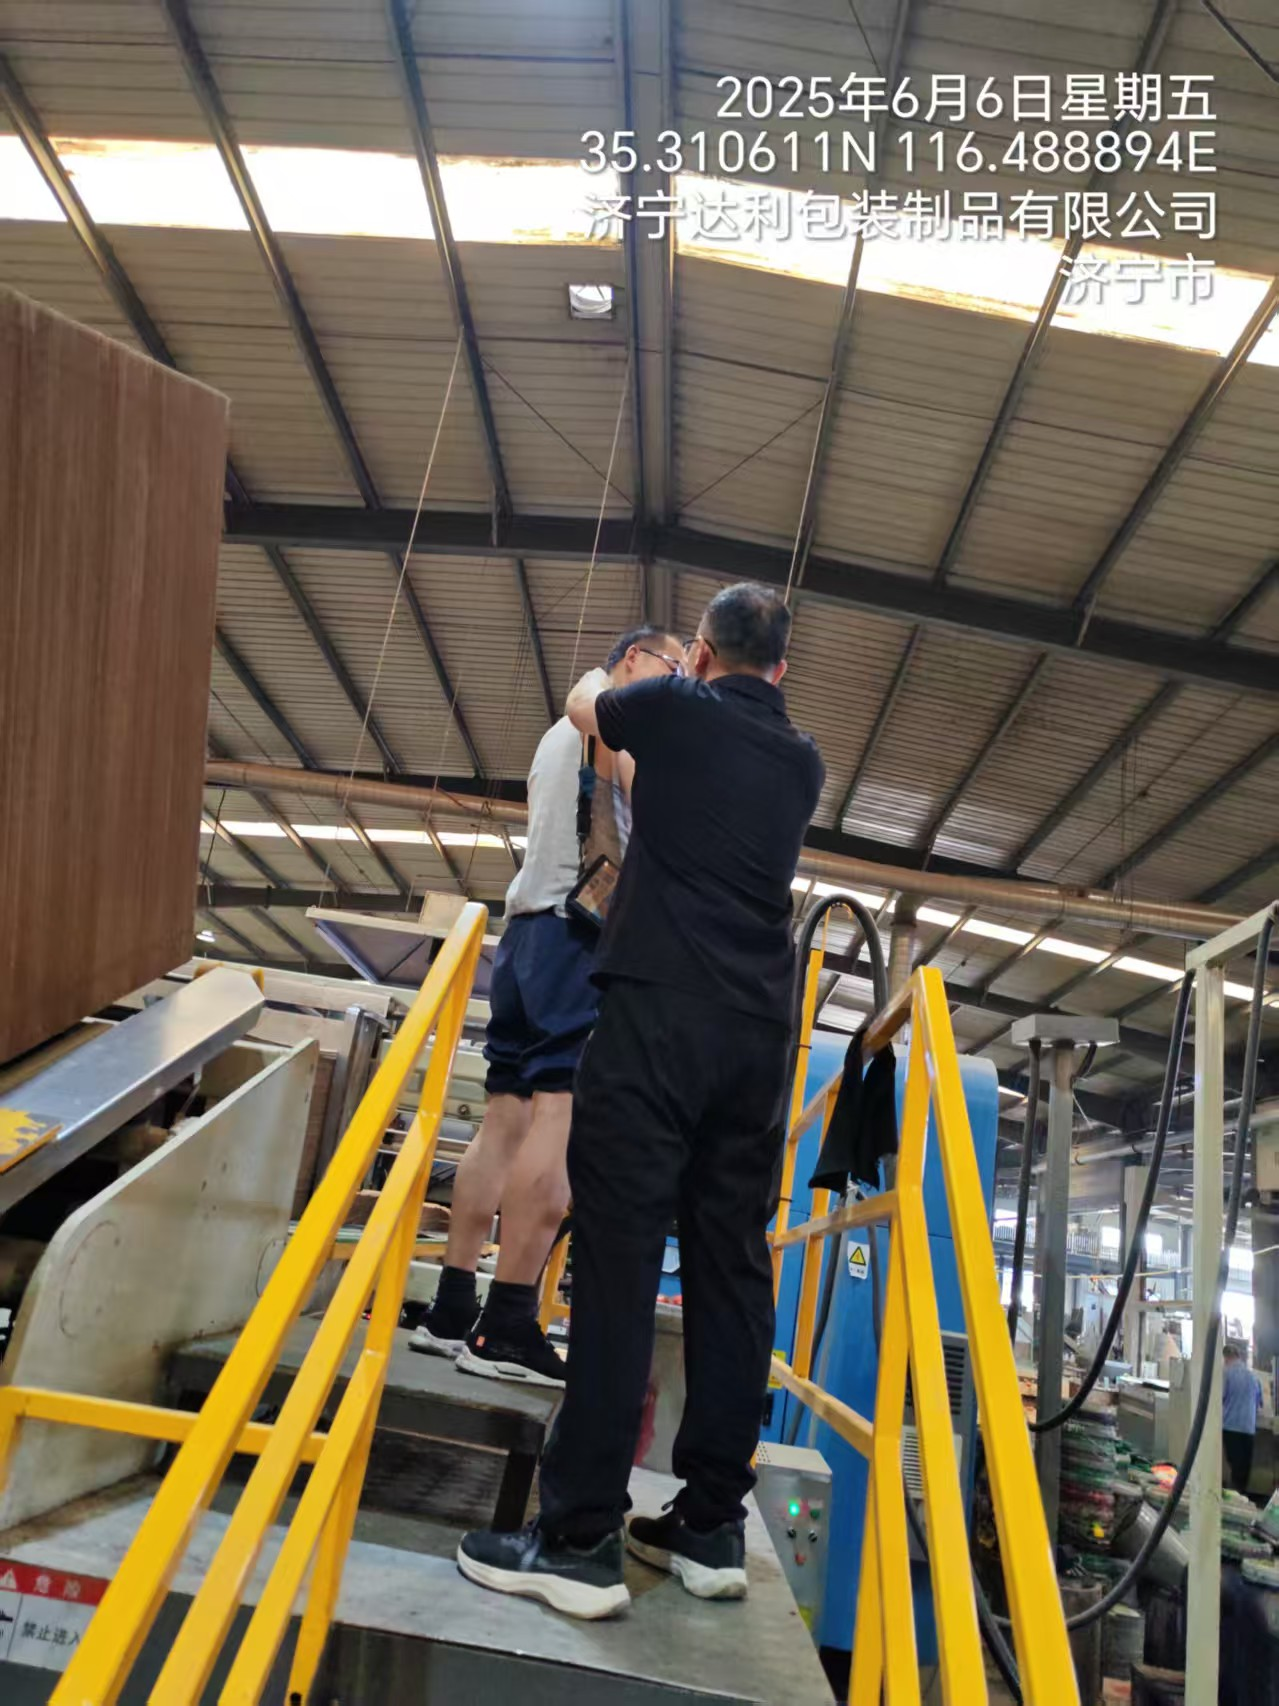 2025年6月6日星期五
35.310611N 116.488894E
济宁达利包装制品有限公司
济宁市
危险
禁止进入